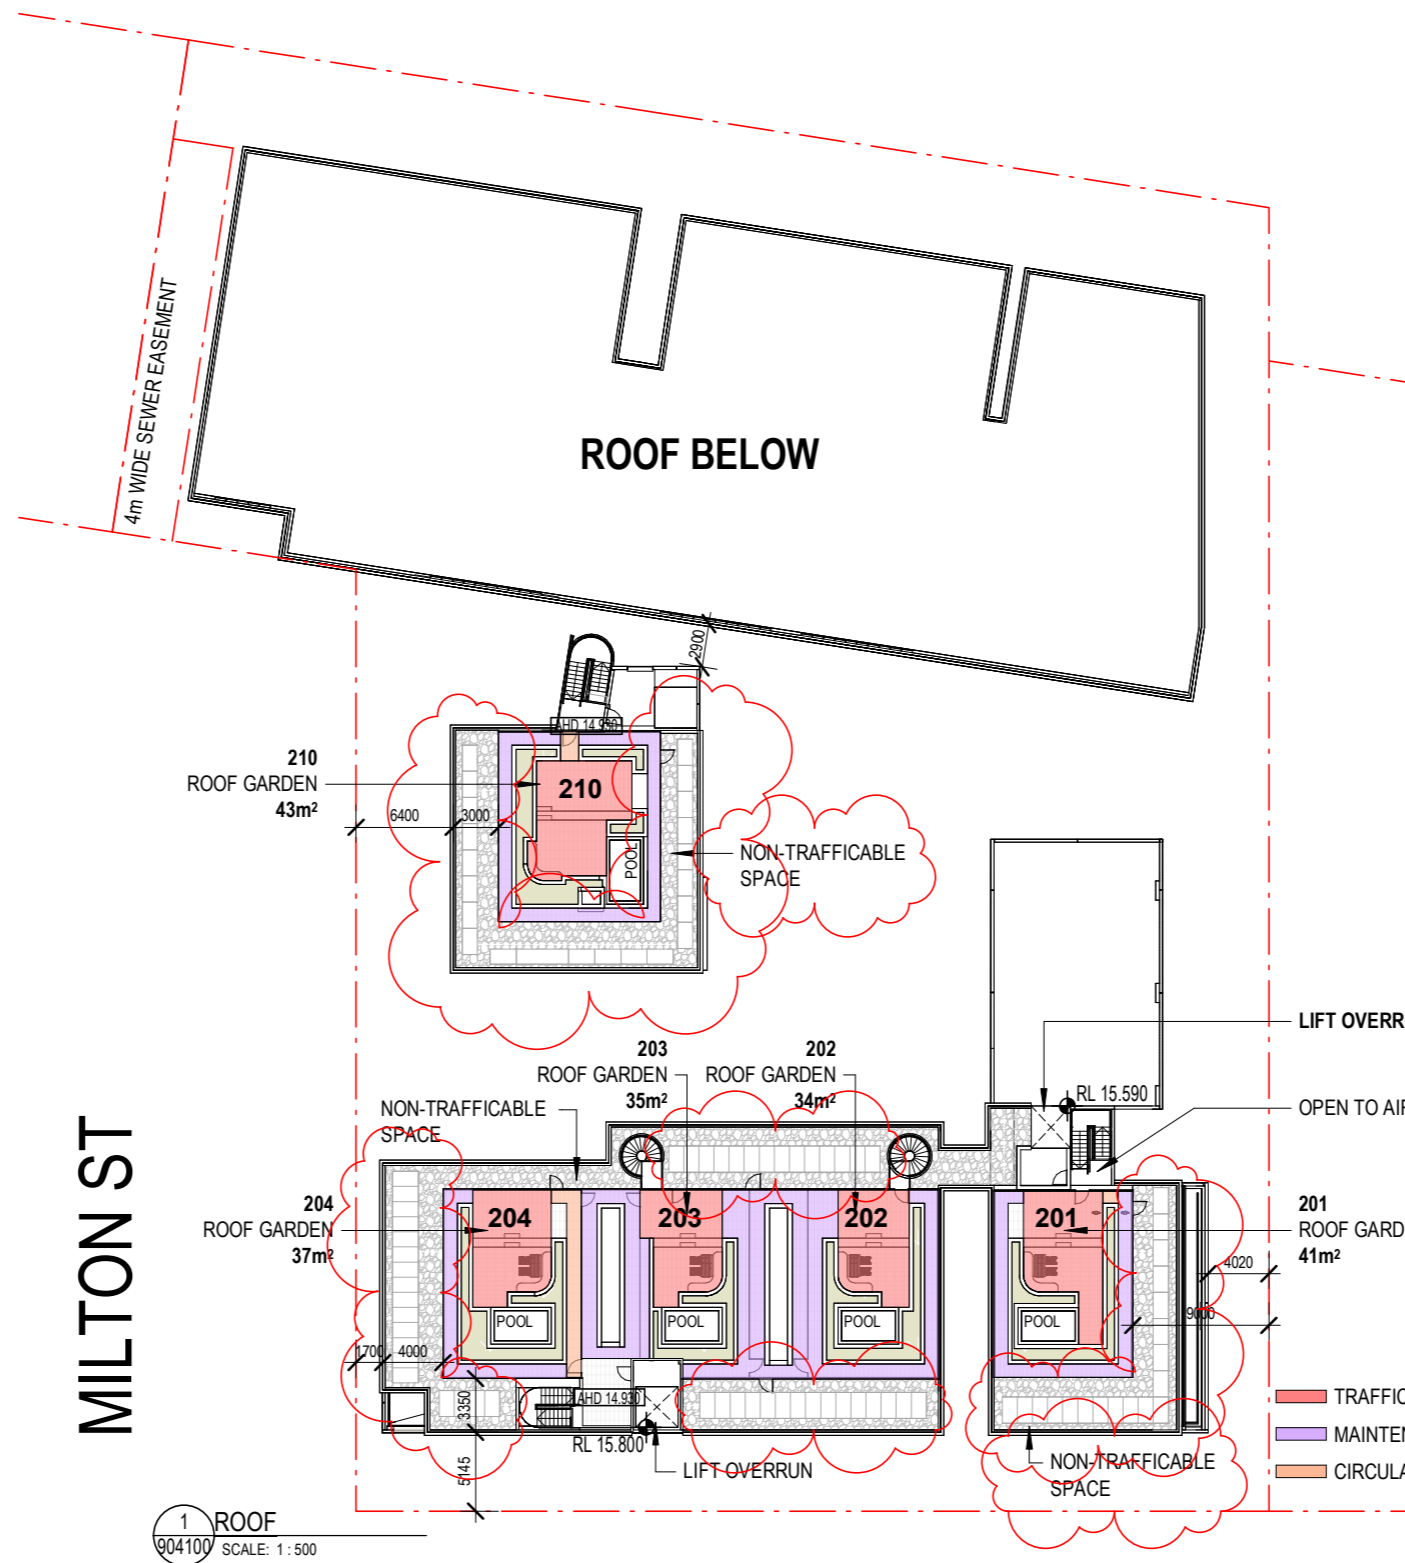 4m WIDE SEWER EASEMENT
ROOF BELOW
2900
AHD 14.930
210
ROOF GARDEN
43m²
210
6400
3000
POOL
NON-TRAFFICABLE
SPACE
LIFT OVERR
203
ROOF GARDEN
35m²
202
ROOF GARDEN
34m²
RL 15.590
OPEN TO AIR
NON-TRAFFICABLE
SPACE
MILTON ST
204
ROOF GARDEN
37m²
204
203
202
201
201
ROOF GARD
41m²
4020
9000
POOL
POOL
POOL
POOL
1700
4000
3350
AHD 14.930
RL 15.800
LIFT OVERRUN
5145
NON-TRAFFICABLE
SPACE
TRAFFIC
MAINTEN
CIRCULA
1
904100
ROOF
SCALE: 1 : 500